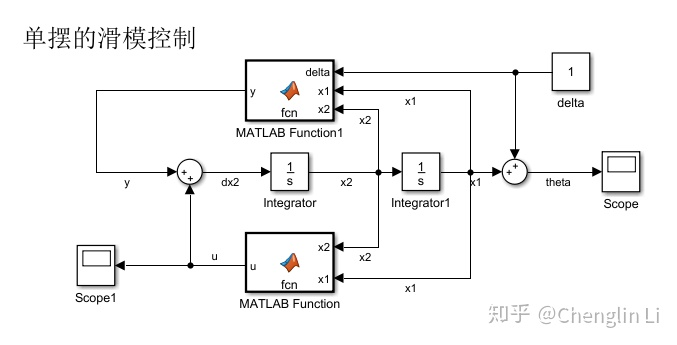 单摆的滑模控制
delta
y
x1
x2
fcn
MATLAB Function1
1
delta
x1
x2
y
dx2
1
s
Integrator
x2
1
s
Integrator1
x1
theta
Scope
u
Scope1
u
x2
x1
fcn
MATLAB Function
x2
x1
知乎 @Chenglin Li